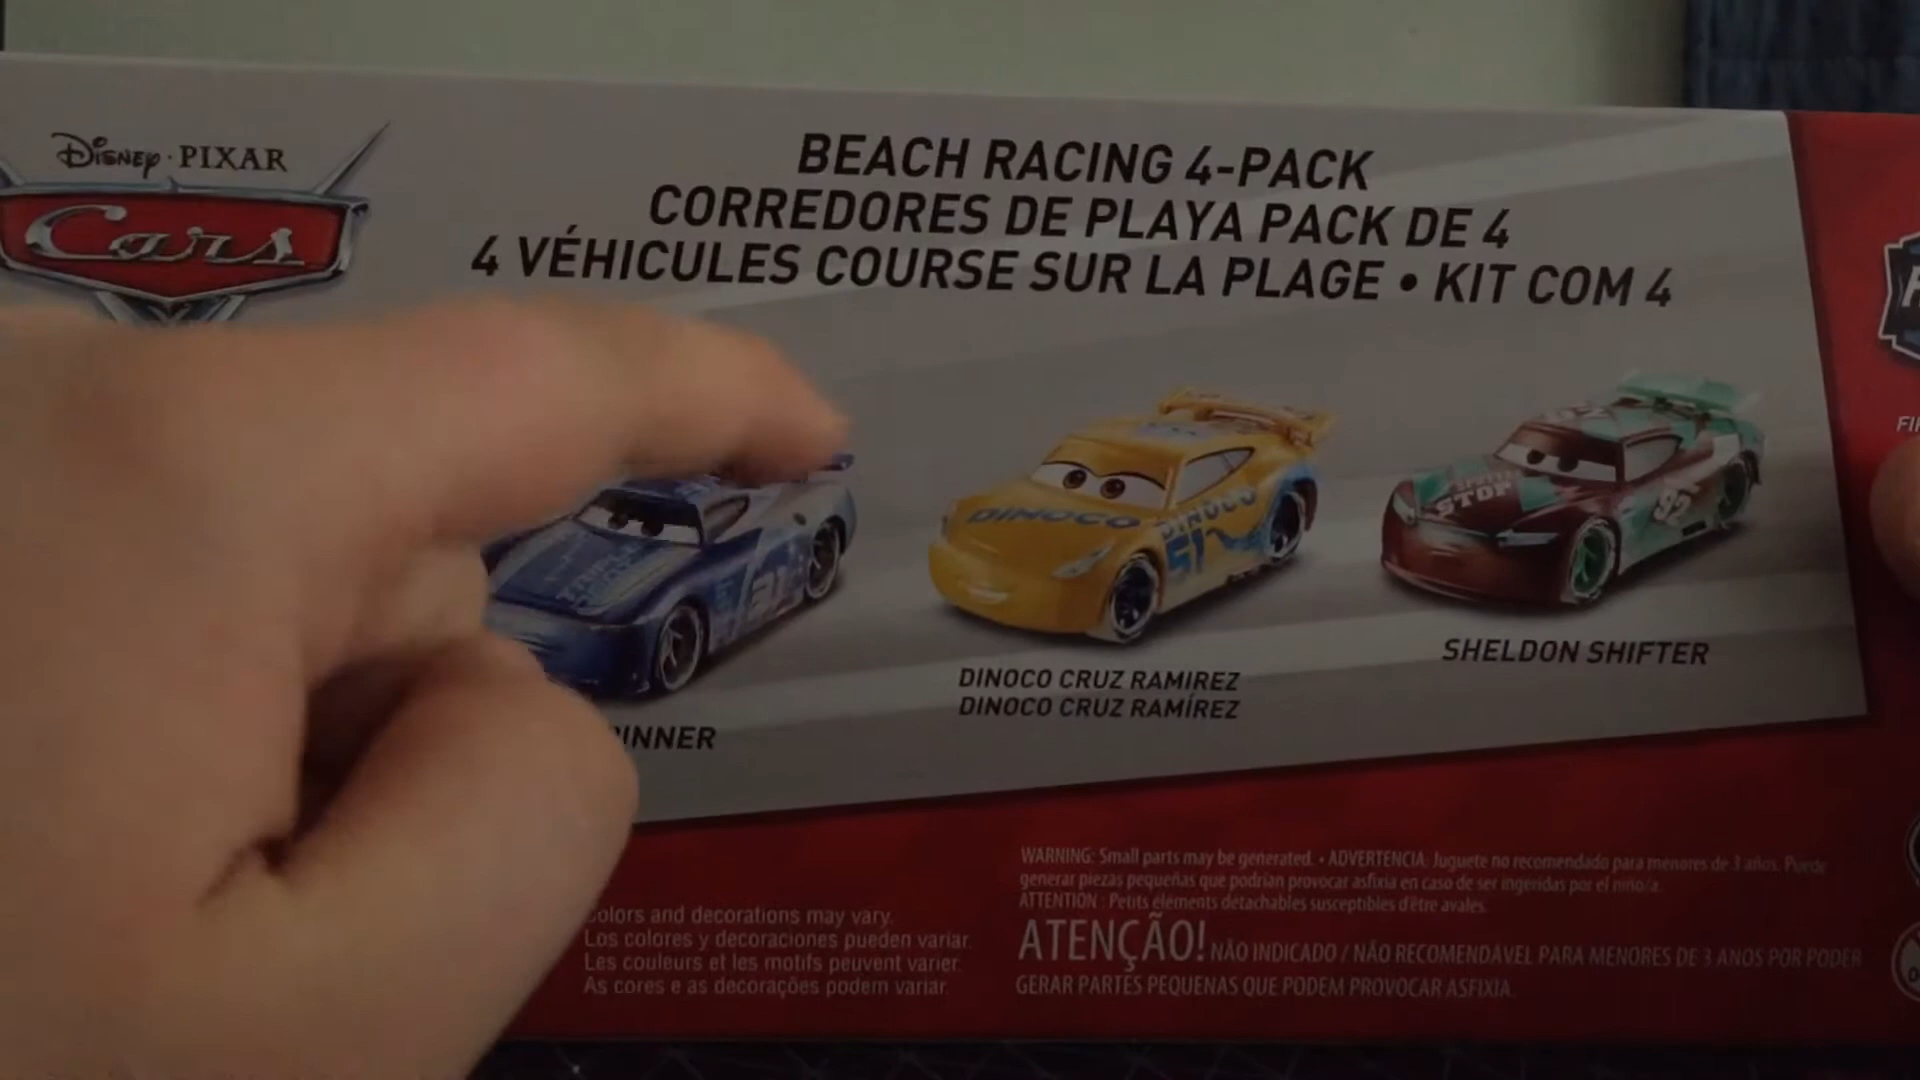 Disney · PIXAR
Cars
BEACH RACING 4-PACK
CORREDORES DE PLAYA PACK DE 4
4 VÉHICULES COURSE SUR LA PLAGE • KIT COM 4
DINOCO
DINOCO
51
STOP
92
31
SHELDON SHIFTER
DINOCO CRUZ RAMIREZ
DINOCO CRUZ RAMÍREZ
INNER
WARNING: Small parts may be generated. • ADVERTENCIA: Juguete no recomendado para menores de 3 años. Puede
generar piezas pequeñas que podrían provocar asfixia en caso de ser ingeridas por el niño/a.
ATTENTION : Petits éléments détachables susceptibles d'être avalés.
ATENÇÃO! NÃO INDICADO / NÃO RECOMENDÁVEL PARA MENORES DE 3 ANOS POR PODER
GERAR PARTES PEQUENAS QUE PODEM PROVOCAR ASFIXIA.
olors and decorations may vary.
Los colores y decoraciones pueden variar.
Les couleurs et les motifs peuvent varier.
As cores e as decorações podem variar.